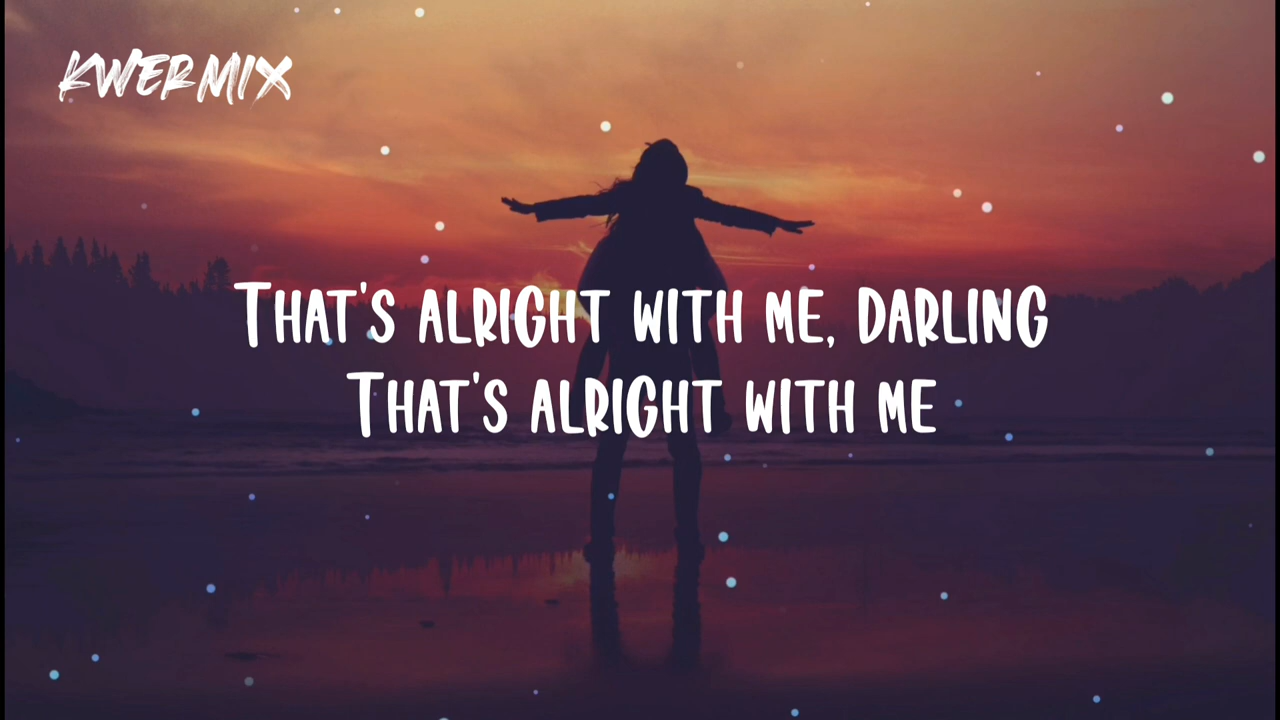 KWERMIX
THAT'S ALRIGHT WITH ME, DARLING
THAT'S ALRIGHT WITH ME